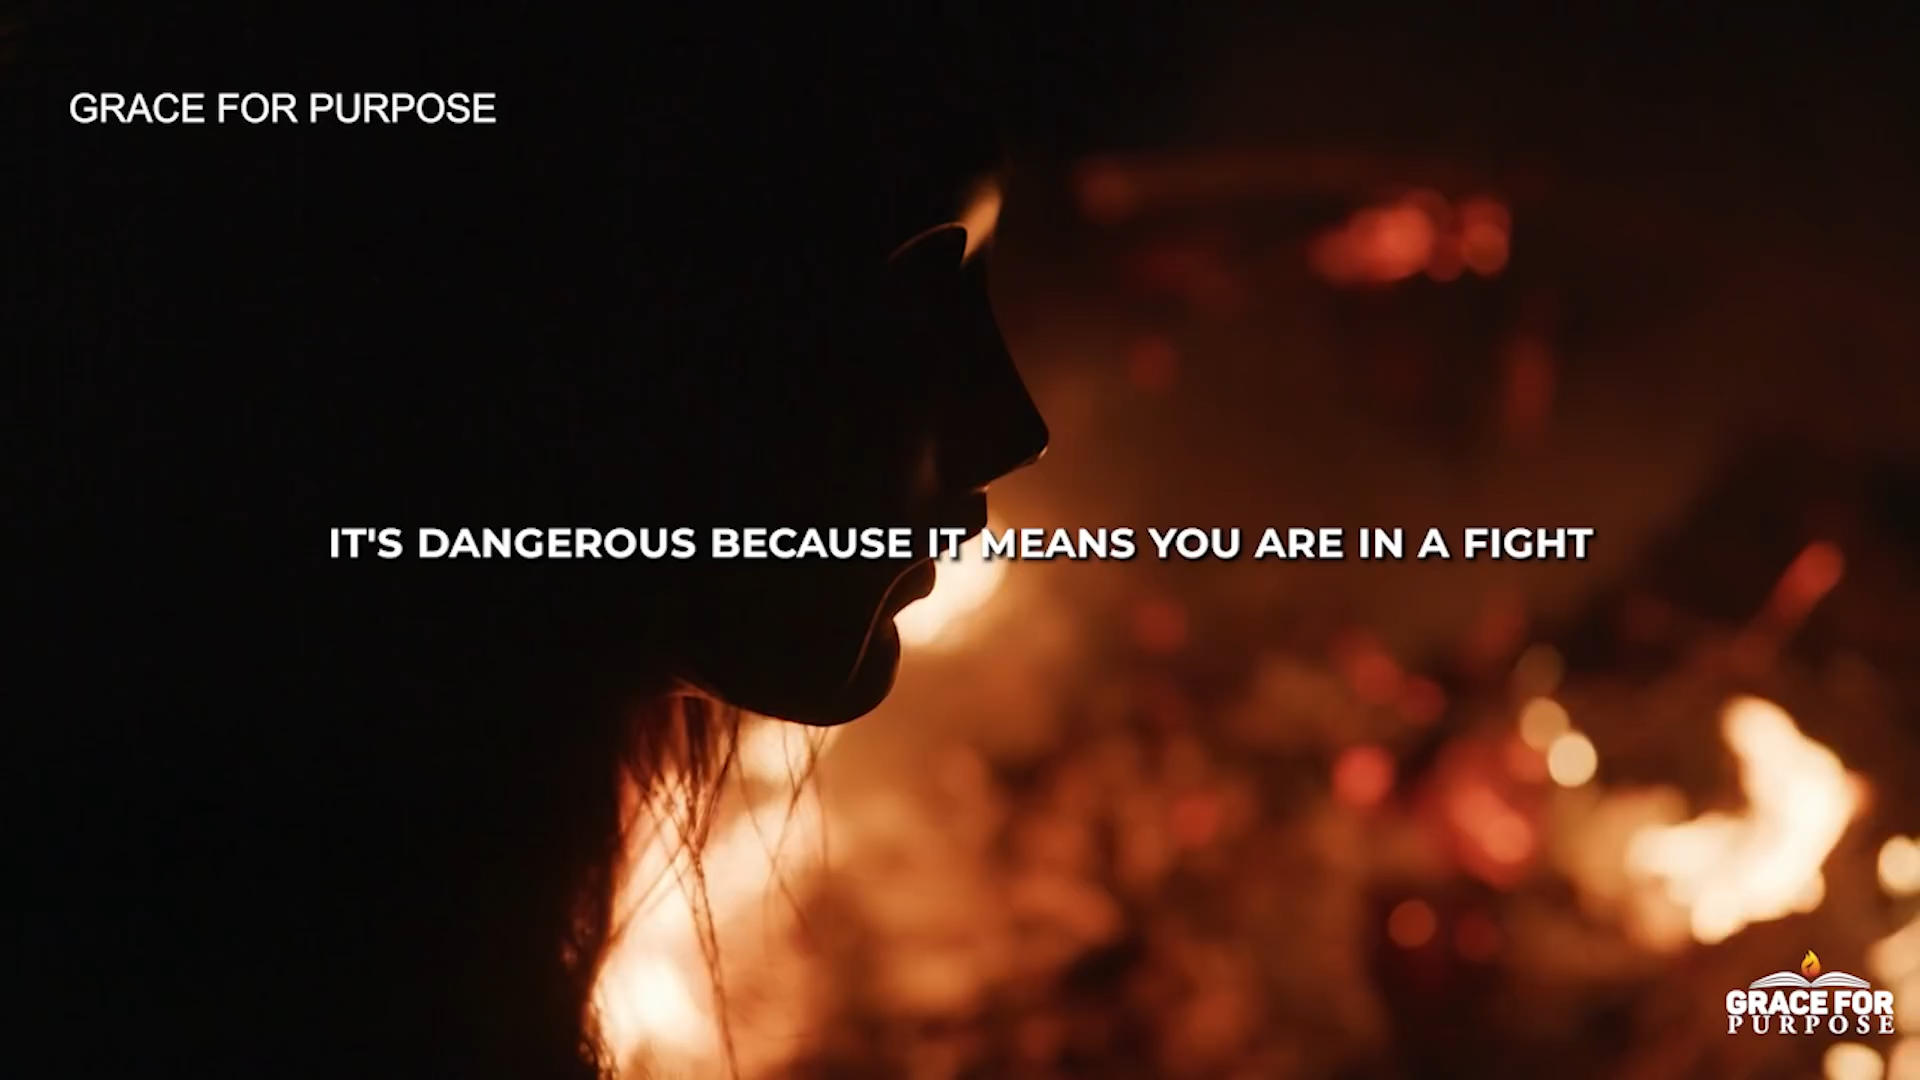 GRACE FOR PURPOSE
IT'S DANGEROUS BECAUSE IT MEANS YOU ARE IN A FIGHT
GRACE FOR
PURPOSE